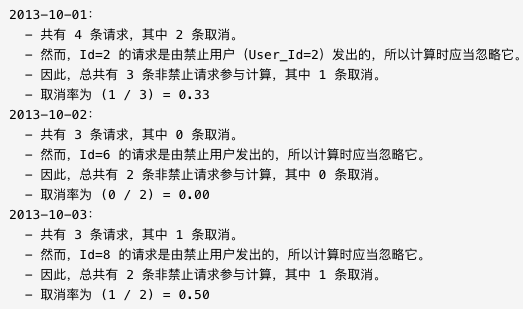 2013-10-01:
- 共有 4 条请求，其中 2 条取消。
- 然而，Id=2 的请求是由禁止用户（User_Id=2）发出的，所以计算时应当忽略它。
- 因此，总共有 3 条非禁止请求参与计算，其中 1 条取消。
- 取消率为 (1 / 3) = 0.33
2013-10-02:
- 共有 3 条请求，其中 0 条取消。
- 然而，Id=6 的请求是由禁止用户发出的，所以计算时应当忽略它。
- 因此，总共有 2 条非禁止请求参与计算，其中 0 条取消。
- 取消率为 (0 / 2) = 0.00
2013-10-03:
- 共有 3 条请求，其中 1 条取消。
- 然而，Id=8 的请求是由禁止用户发出的，所以计算时应当忽略它。
- 因此，总共有 2 条非禁止请求参与计算，其中 1 条取消。
- 取消率为 (1 / 2) = 0.50